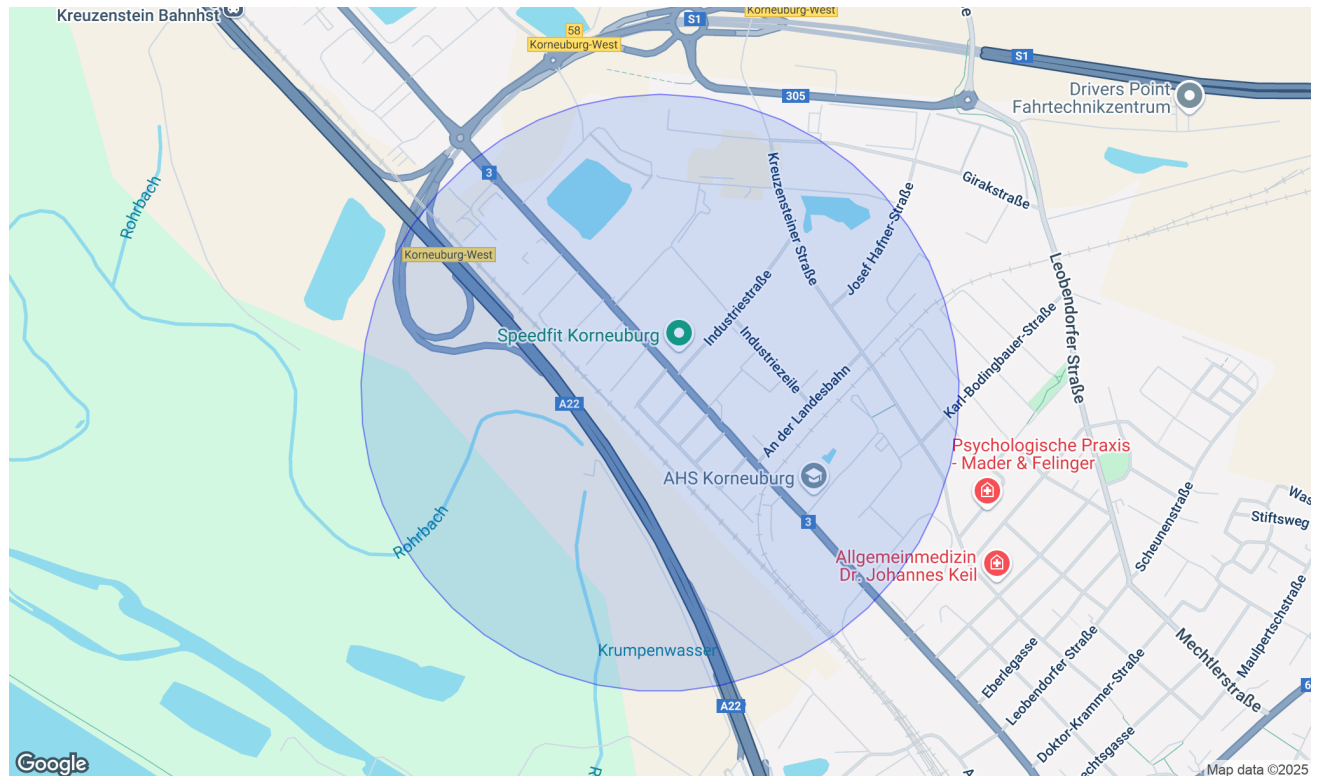 Kreuzenstein Bahnhst
58
Korneuburg-West
S1
Korneuburg-West
S1
305
Drivers Point
Fahrtechnikzentrum
3
Rohrbach
Kreuzensteiner Straße
Girakstraße
Josef Hafner-Straße
Korneuburg-West
Leobendorfer Straße
Speedfit Korneuburg
Industriestraße
Industriezeile
Karl-Bodingbauer-Straße
A22
An der Landesbahn
Psychologische Praxis
- Mader & Felinger
AHS Korneuburg
Scheunenstraße
Was
Stiftsweg
3
Rohrbach
Allgemeinmedizin
Dr. Johannes Keil
Maulpertschstraße
Mechtlerstraße
Krumpenwasser
Eberlegasse
Leobendorfer Straße
Doktor-Krammer-Straße
6
A22
echtsgasse
Google
Map data ©2025